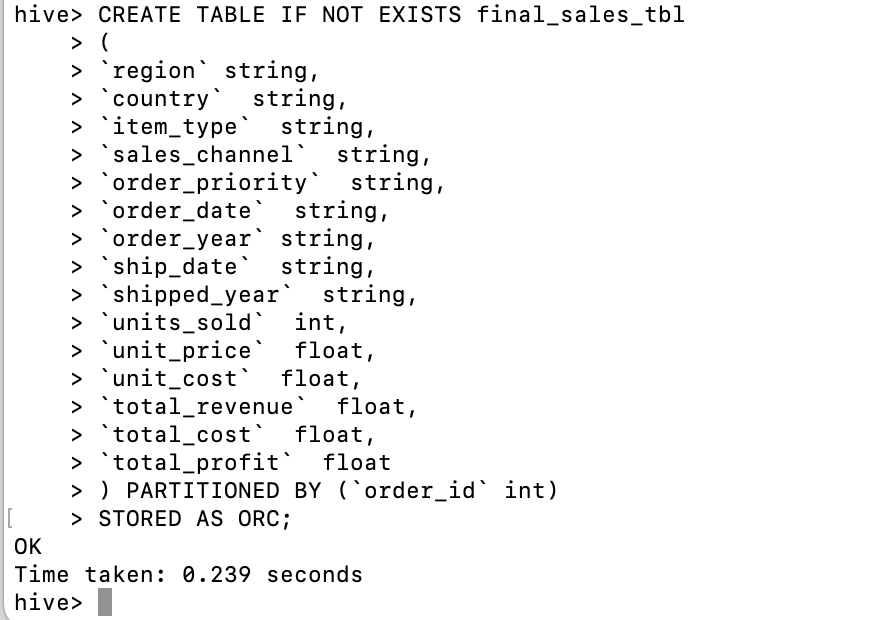 hive> CREATE TABLE IF NOT EXISTS final_sales_tbl
    > (
    > `region` string,
    > `country`  string,
    > `item_type`  string,
    > `sales_channel`  string,
    > `order_priority`  string,
    > `order_date`  string,
    > `order_year` string,
    > `ship_date`  string,
    > `shipped_year`  string,
    > `units_sold`  int,
    > `unit_price`  float,
    > `unit_cost`  float,
    > `total_revenue`  float,
    > `total_cost`  float,
    > `total_profit`  float
    > ) PARTITIONED BY (`order_id` int)
[    > STORED AS ORC;
OK
Time taken: 0.239 seconds
hive>